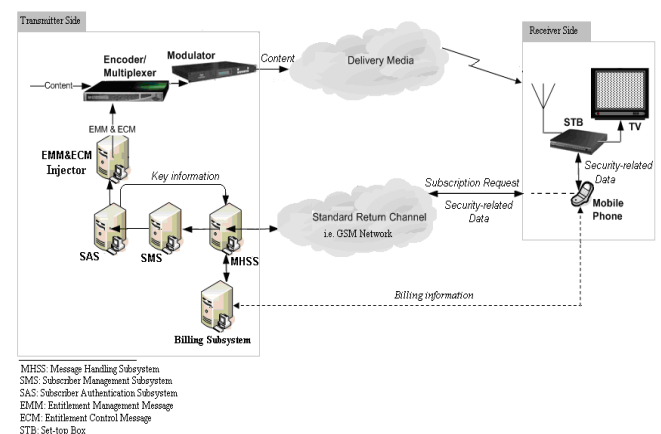 Transmitter Side
Receiver Side
Encoder/
Multiplexer
Modulator
Content
Content
Delivery Media
EMM & ECM
EMM&ECM
Injector
Key information
STB
TV
Security-related
Data
Subscription Request
Security-related
Data
Mobile
Phone
Standard Return Channel
i.e. GSM Network
SAS
SMS
MHSS
Billing information
Billing Subsystem
MHSS: Message Handling Subsystem
SMS: Subscriber Management Subsystem
SAS: Subscriber Authentication Subsystem
EMM: Entitlement Management Message
ECM: Entitlement Control Message
STB: Set-top Box